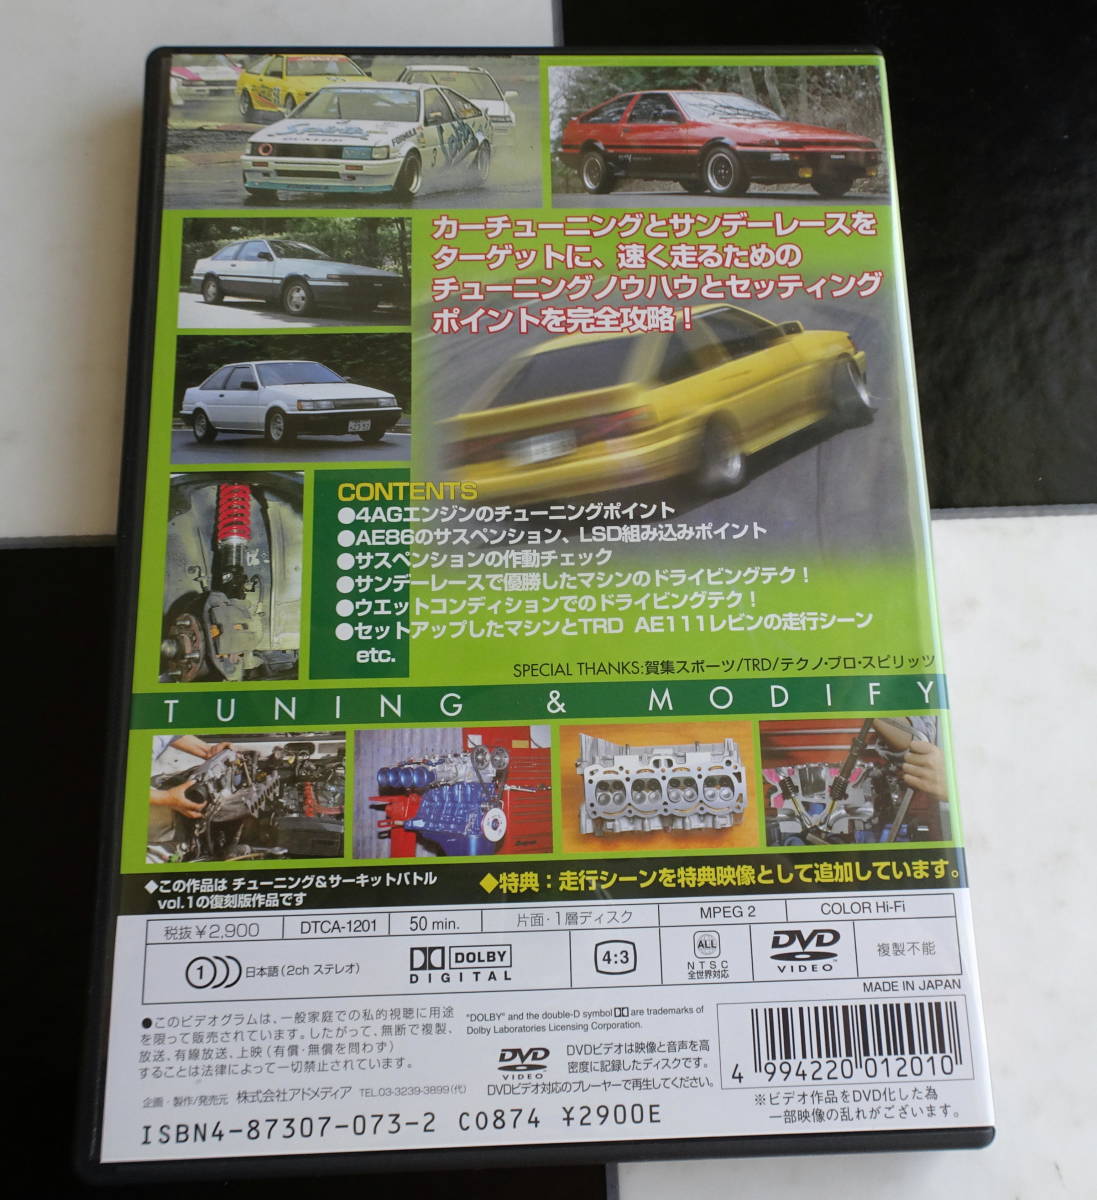 カーチューニングとサンデーレースを
ターゲットに、速く走るための
チューニングノウハウとセッティング
ポイントを完全攻略！
CONTENTS
●4AGエンジンのチューニングポイント
●AE86のサスペンション、LSD組み込みポイント
●サスペンションの作動チェック
●サンデーレースで優勝したマシンのドライビングテク！
●ウエットコンディションでのドライビングテク！
●セットアップしたマシンとTRD AE111レビンの走行シーン
etc.
SPECIAL THANKS:賀集スポーツ/TRD/テクノ・プロ・スピリッツ
TUNING & MODIFY
◆この作品は チューニング&サーキットバトル
vol.1の復刻版作品です
◆特典：走行シーンを特典映像として追加しています。
税抜￥2,900
DTCA-1201
50 min.
片面・1層ディスク
MPEG 2
COLOR Hi-Fi
1 日本語（2ch ステレオ）
DOLBY
DIGITAL
4:3
ALL
NTSC
全世界対応
DVD
VIDEO™
複製不能
MADE IN JAPAN
●このビデオグラムは、一般家庭での私的視聴に用途
を限って販売されています。したがって、無断で複製、
放送、有線放送、上映（有償・無償を問わず）
することは法律によって一切禁止されています。
"DOLBY" and the double-D symbol are trademarks of
Dolby Laboratories Licensing Corporation.
DVD
VIDEO
DVDビデオは映像と音声を高
密度に記録したディスクです。
DVDビデオ対応のプレーヤーで再生してください。
企画・製作/発売元 株式会社アドメディア TEL.03-3239-3899（代）
ISBN4-87307-073-2 C0874 ¥2900E
4 994220 012010
※ビデオ作品をDVD化した為
一部映像の乱れがございます。